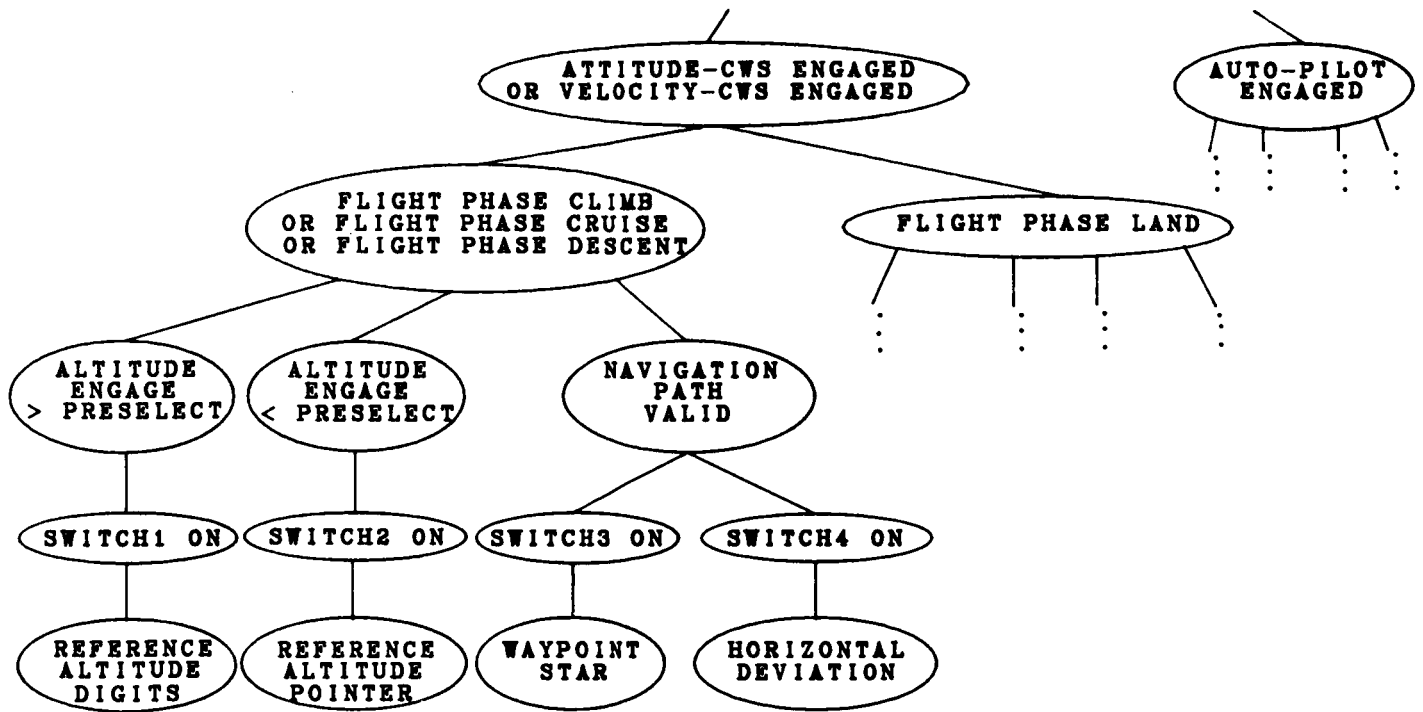 ATTITUDE-CWS ENGAGED
OR VELOCITY-CWS ENGAGED
AUTO-PILOT
ENGAGED
FLIGHT PHASE CLIMB
OR FLIGHT PHASE CRUISE
OR FLIGHT PHASE DESCENT
FLIGHT PHASE LAND
ALTITUDE
ENGAGE
> PRESELECT
ALTITUDE
ENGAGE
< PRESELECT
NAVIGATION
PATH
VALID
SWITCH1 ON
SWITCH2 ON
SWITCH3 ON
SWITCH4 ON
REFERENCE
ALTITUDE
DIGITS
REFERENCE
ALTITUDE
POINTER
WAYPOINT
STAR
HORIZONTAL
DEVIATION